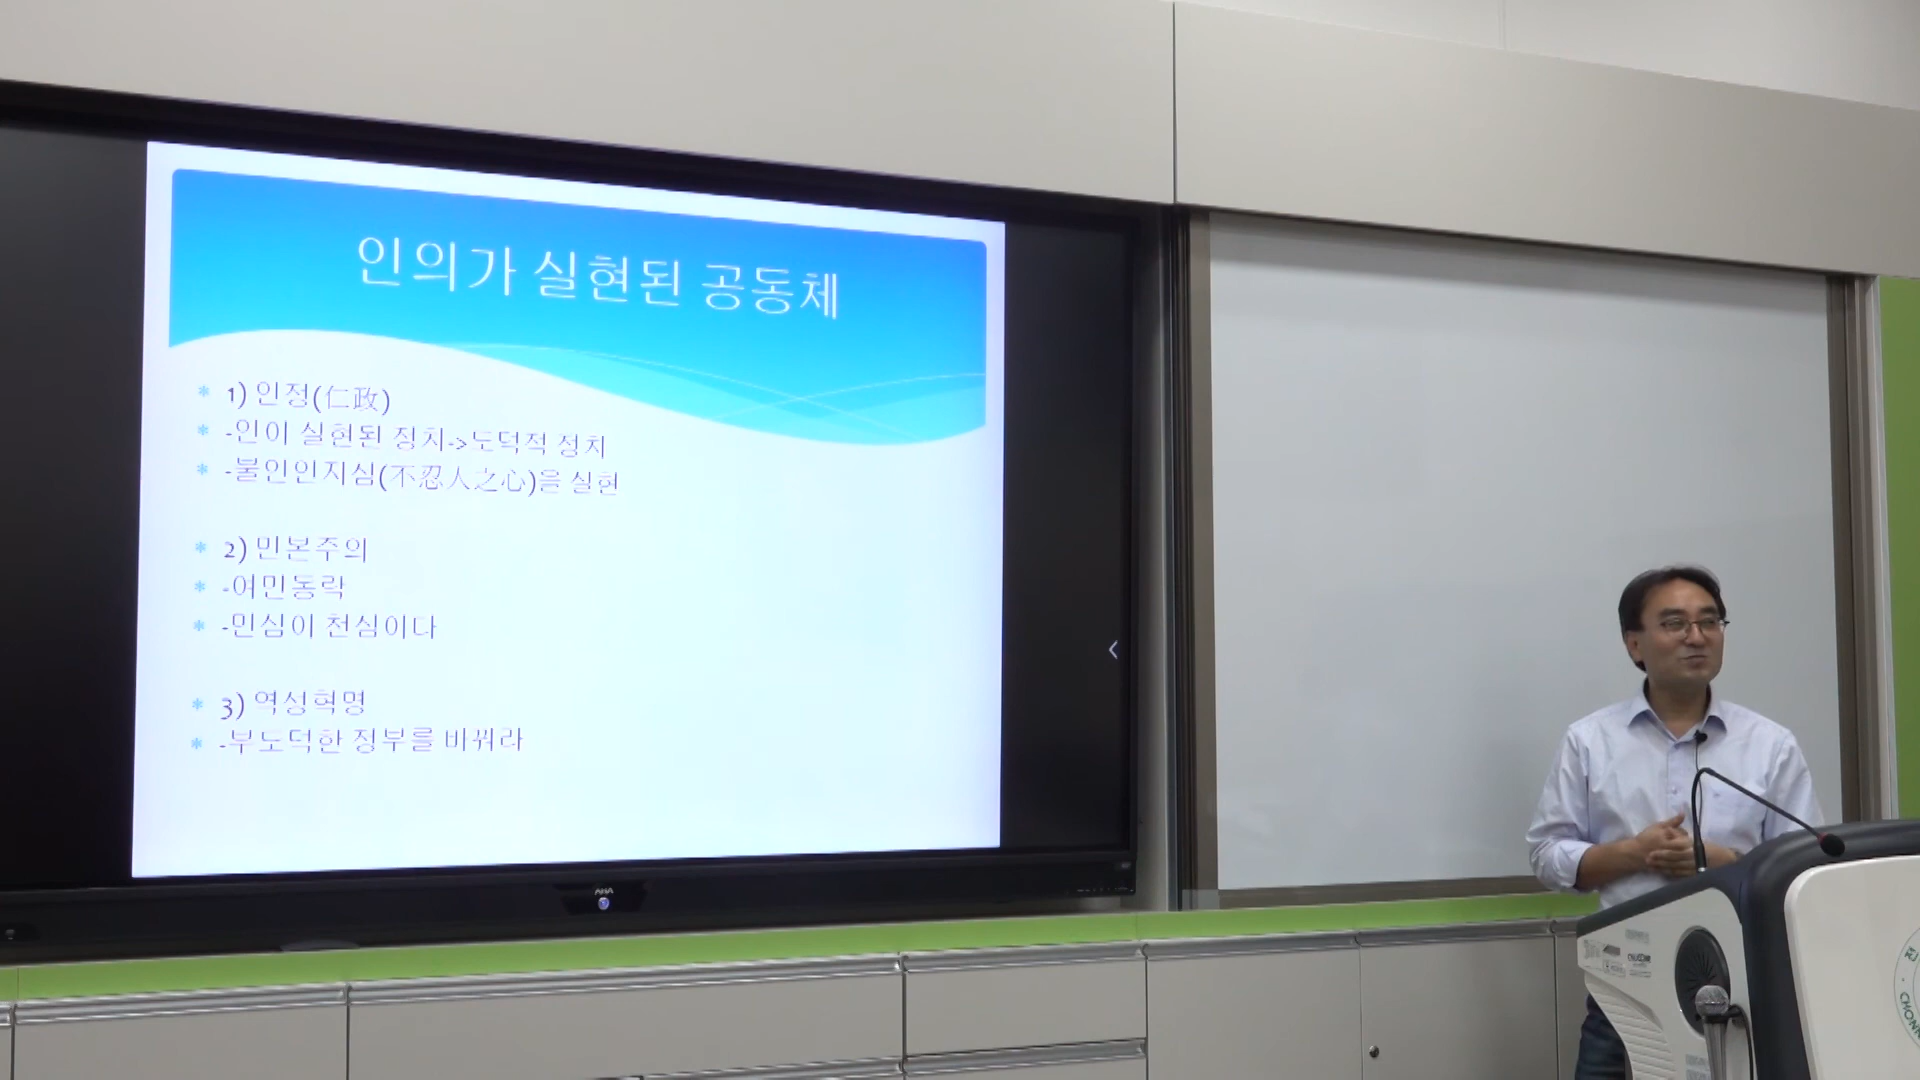 인의가 실현된 공동체
1) 인정(仁政)
-인이 실현된 정치->도덕적 정치
-불인인지심(不忍人之心)을 실현
2) 민본주의
-여민동락
-민심이 천심이다
3) 역성혁명
-부도덕한 정부를 바꿔라
AHA